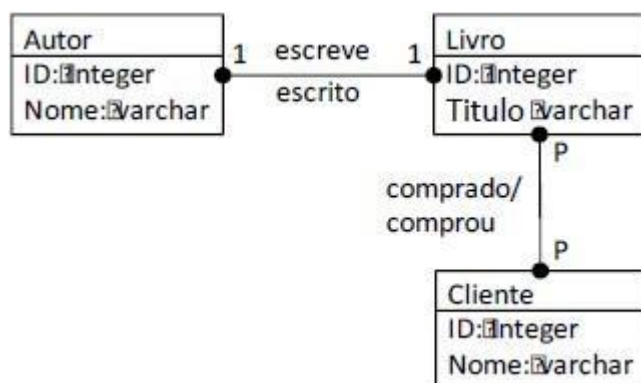 Autor
ID:⍰Integer
Nome:⍰varchar
1 escreve 1
escrito
Livro
ID:⍰Integer
Titulo ⍰varchar
P
comprado/
comprou
P
Cliente
ID:⍰Integer
Nome:⍰varchar